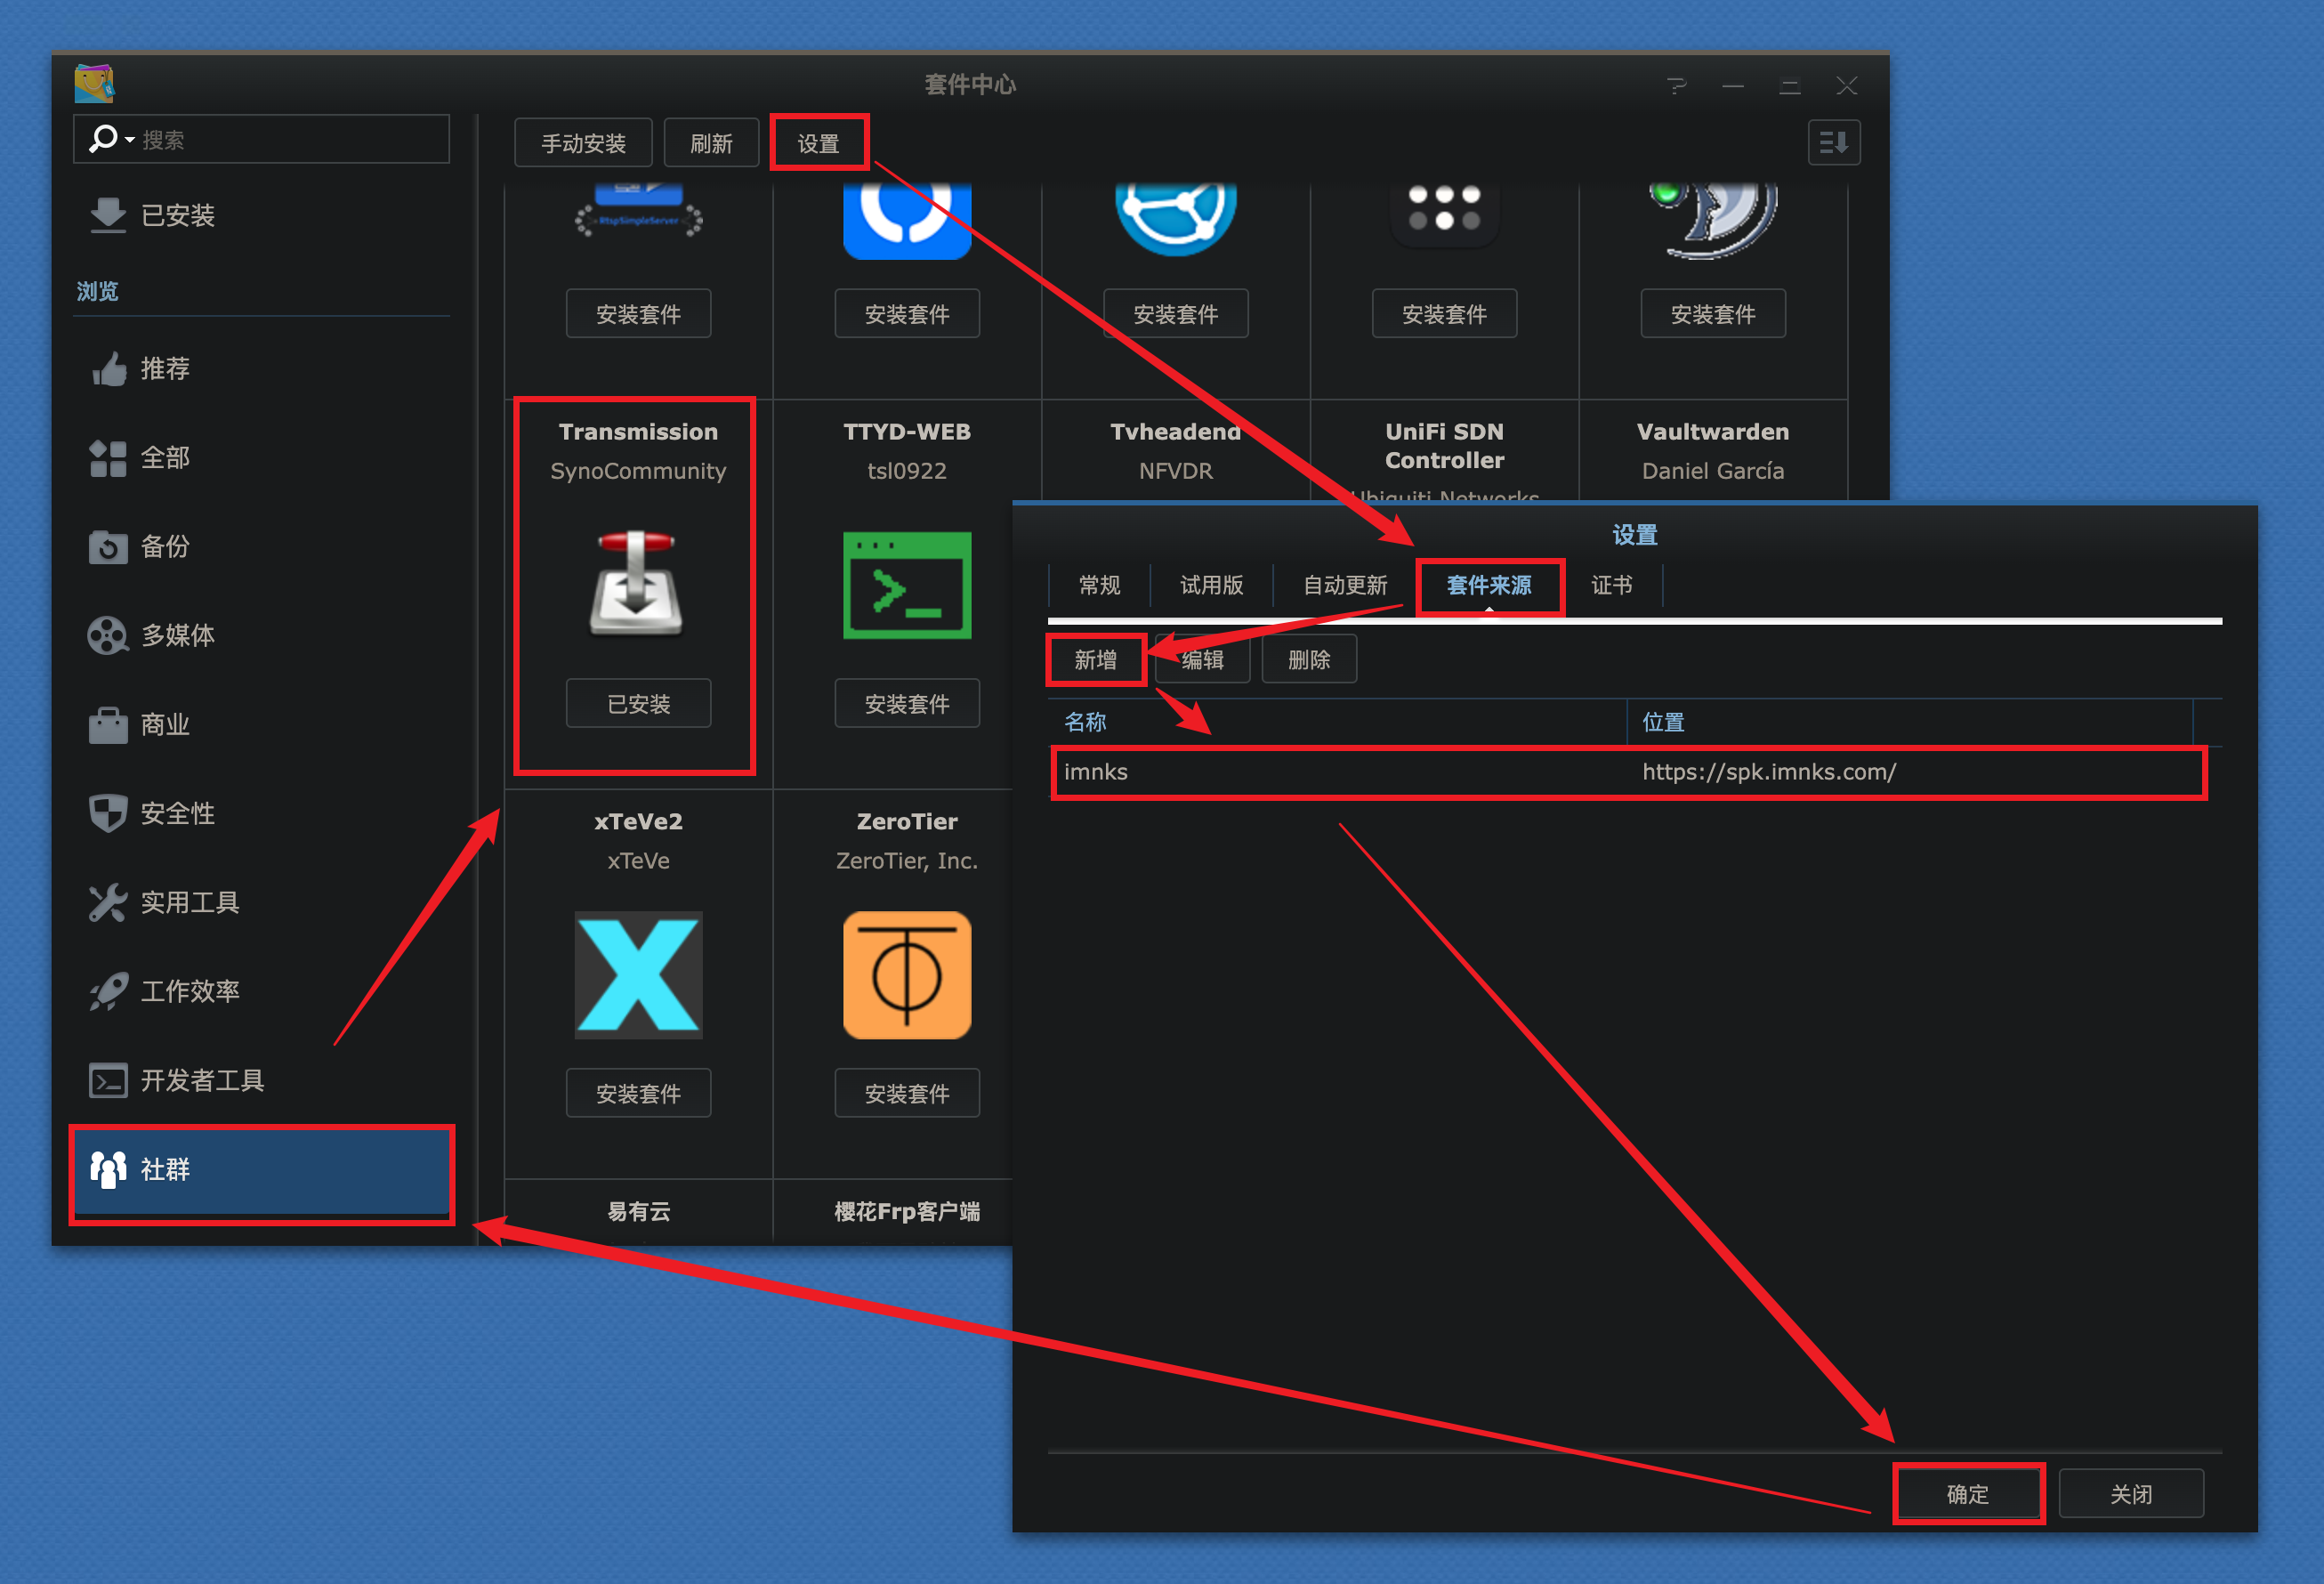 套件中心
搜索
已安装
浏览
推荐
全部
备份
多媒体
商业
安全性
实用工具
工作效率
开发者工具
社群
手动安装
刷新
设置
RtspSimpleServer
安装套件
安装套件
安装套件
安装套件
安装套件
Transmission
SynoCommunity
已安装
TTYD-WEB
tsl0922
安装套件
Tvheadend
NFVDR
UniFi SDN
Controller
Ubiquiti Networks
Vaultwarden
Daniel García
xTeVe2
xTeVe
安装套件
ZeroTier
ZeroTier, Inc.
安装套件
易有云
樱花Frp客户端
设置
常规
试用版
自动更新
套件来源
证书
新增
编辑
删除
名称
位置
imnks
https://spk.imnks.com/
确定
关闭